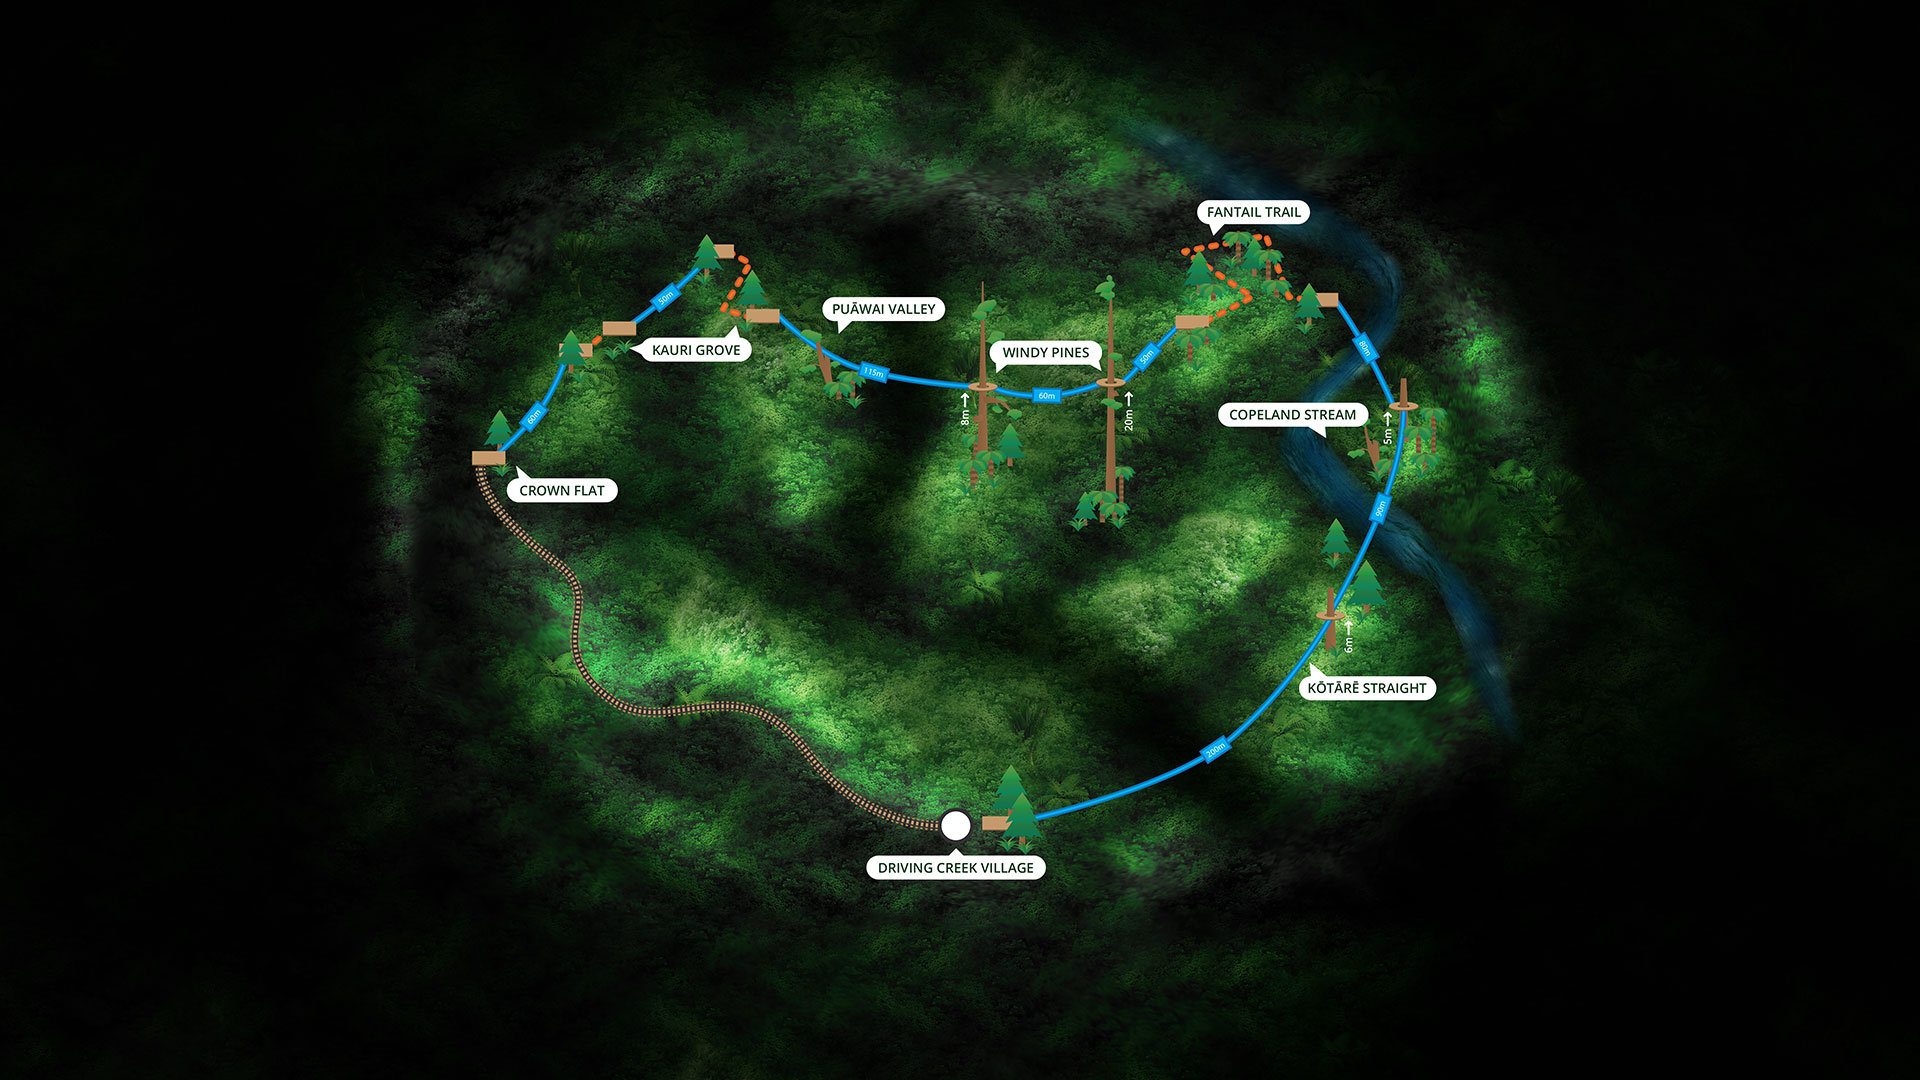 FANTAIL TRAIL
50m
PUĀWAI VALLEY
KAURI GROVE
WINDY PINES
50m
80m
115m
60m
8m
20m
60m
COPELAND STREAM
5m
CROWN FLAT
90m
6m
KŌTĀRĒ STRAIGHT
200m
DRIVING CREEK VILLAGE